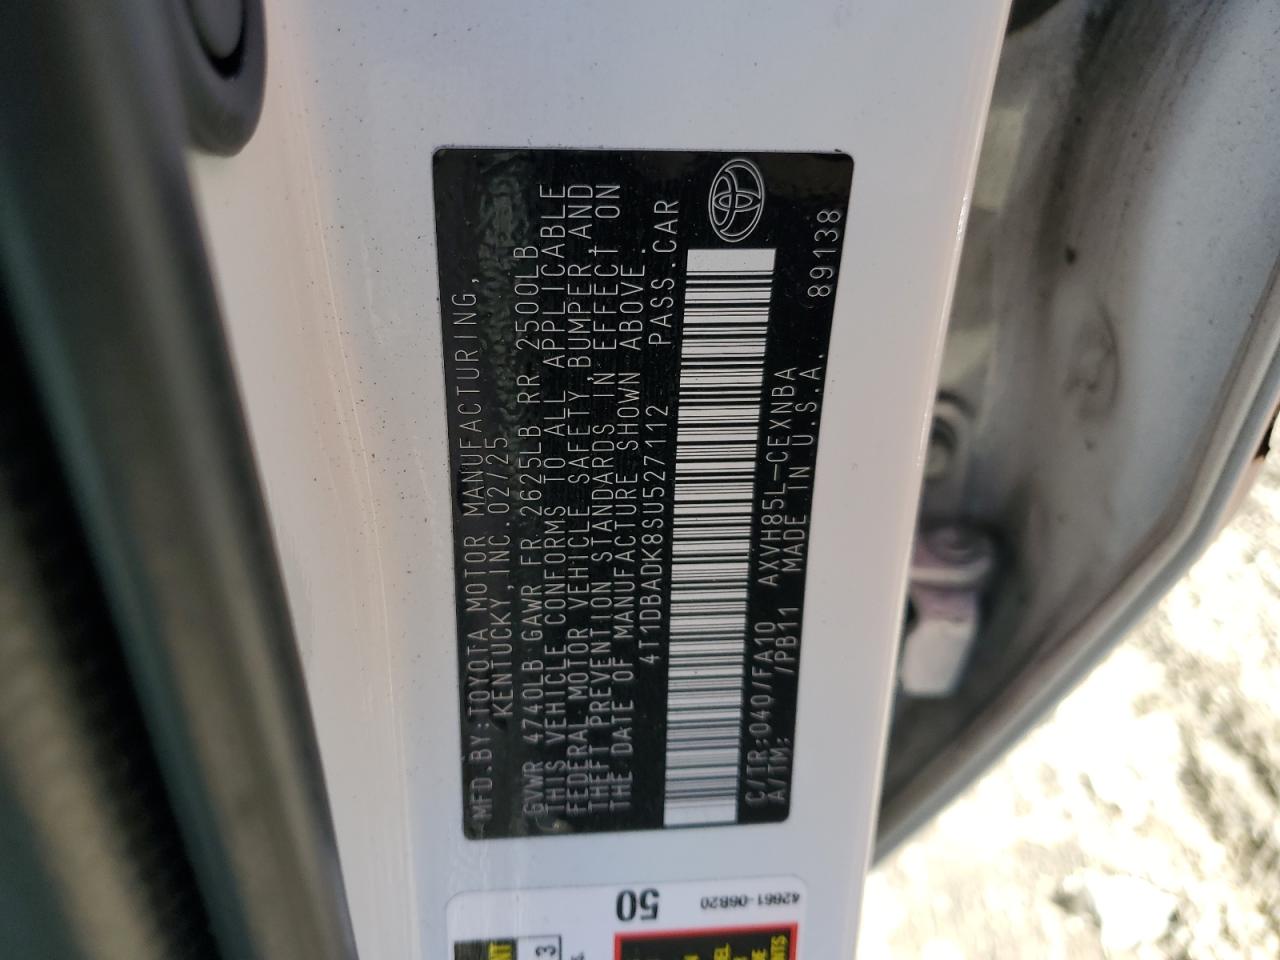 MFD.BY:TOYOTA MOTOR MANUFACTURING,
KENTUCKY, INC. 02/25
GVWR 4740LB GAWR FR 2625LB RR 2500LB
THIS VEHICLE CONFORMS TO ALL APPLICABLE
FEDERAL MOTOR VEHICLE SAFETY, BUMPER, AND
THEFT PREVENTION STANDARDS IN EFFECT ON
THE DATE OF MANUFACTURE SHOWN ABOVE.
4T1DBADK8SU527112 PASS.CAR
C/TR:040/FA10 AXVH85L-CEXNBA
A/TM: /PB11 MADE IN U.S.A. 89138
50
42661-06B20
3